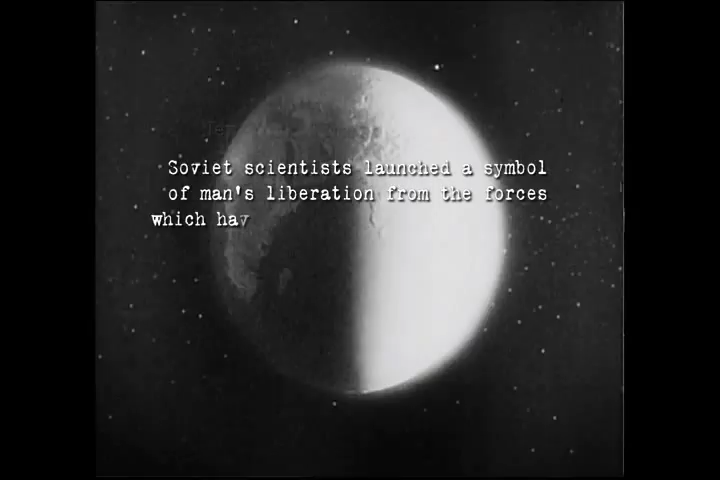 Soviet scientists launched a symbol
of man's liberation from the forces
which hav